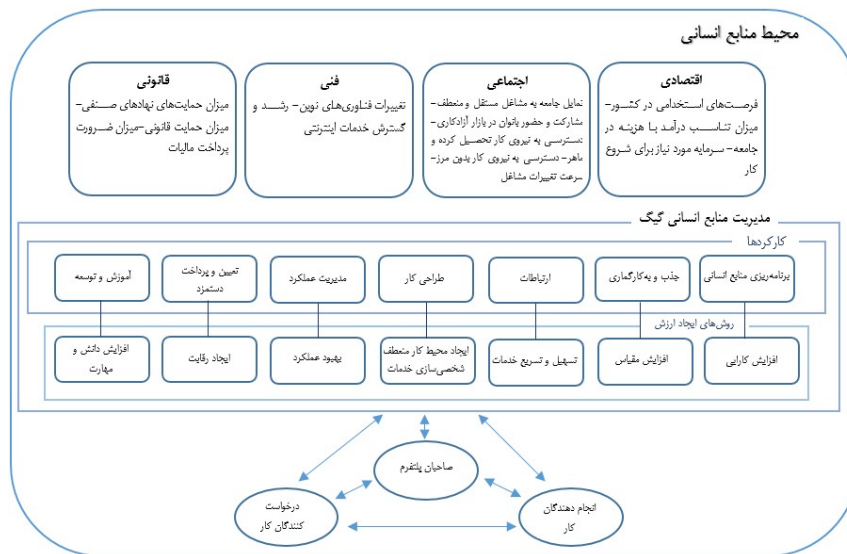 محیط منابع انسانی
اقتصادی
فرصت‌های استخدامی در کشور-
میزان تناسب درآمد با هزینه در
جامعه- سرمایه مورد نیاز برای شروع
کار
اجتماعی
تمایل جامعه به مشاغل مستقل و منعطف-
مشارکت و حضور بانوان در بازار آزادکاری-
دسترسی به نیروی کار تحصیل کرده و
ماهر- دسترسی به نیروی کار بدون مرز-
سرعت تغییرات مشاغل
فنی
تغییرات فناوری‌های نوین- رشد و
گسترش خدمات اینترنتی
قانونی
میزان حمایت‌های نهادهای صنفی-
میزان حمایت قانونی-میزان ضرورت
پرداخت مالیات
مدیریت منابع انسانی گیگ
کارکردها
برنامه‌ریزی منابع انسانی
جذب و به‌کارگماری
ارتباطات
طراحی کار
مدیریت عملکرد
تعیین و پرداخت
دستمزد
آموزش و توسعه
روش‌های ایجاد ارزش
افزایش کارایی
افزایش مقیاس
تسهیل و تسریع خدمات
ایجاد محیط کار منعطف
شخصی‌سازی خدمات
بهبود عملکرد
ایجاد رقابت
افزایش دانش و
مهارت
صاحبان پلتفرم
انجام دهندگان
کار
درخواست
کنندگان کار